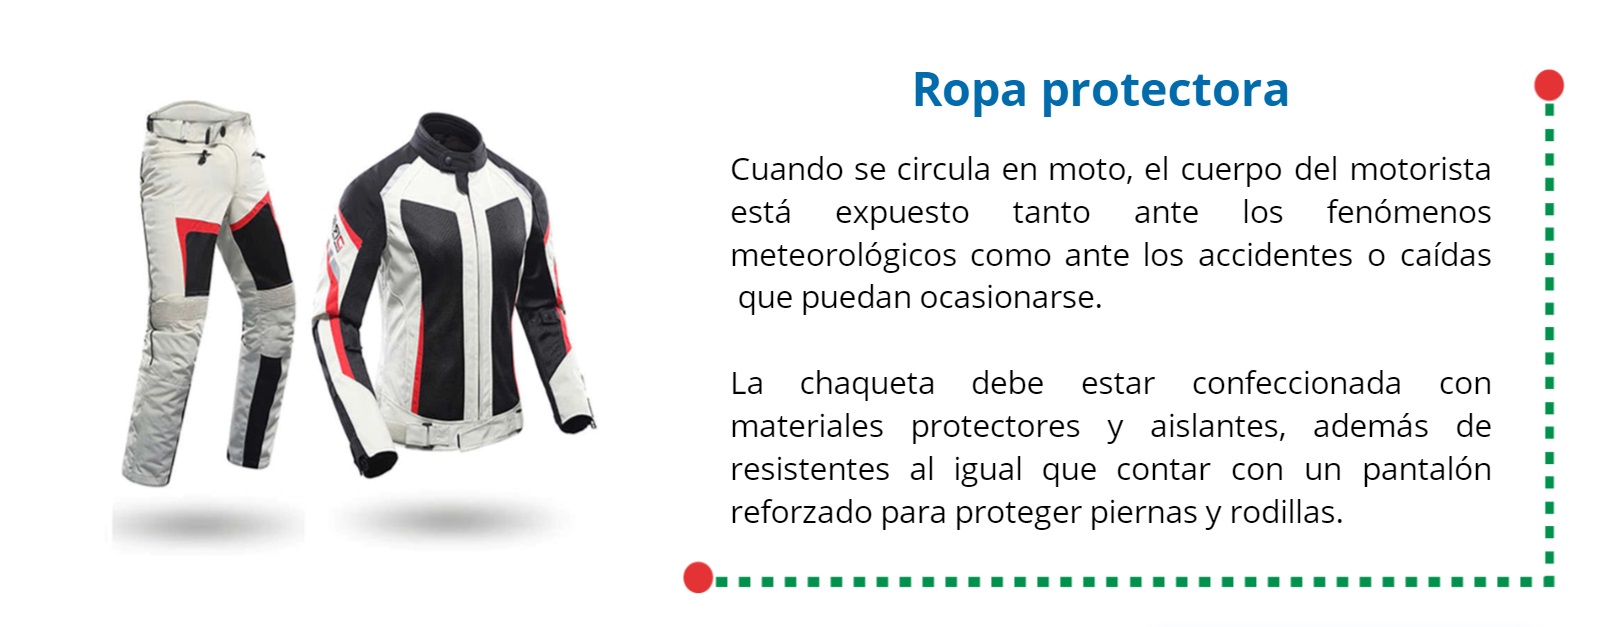 Ropa protectora
Cuando se circula en moto, el cuerpo del motorista
está expuesto tanto ante los fenómenos
meteorológicos como ante los accidentes o caídas
que puedan ocasionarse.
La chaqueta debe estar confeccionada con
materiales protectores y aislantes, además de
resistentes al igual que contar con un pantalón
reforzado para proteger piernas y rodillas.